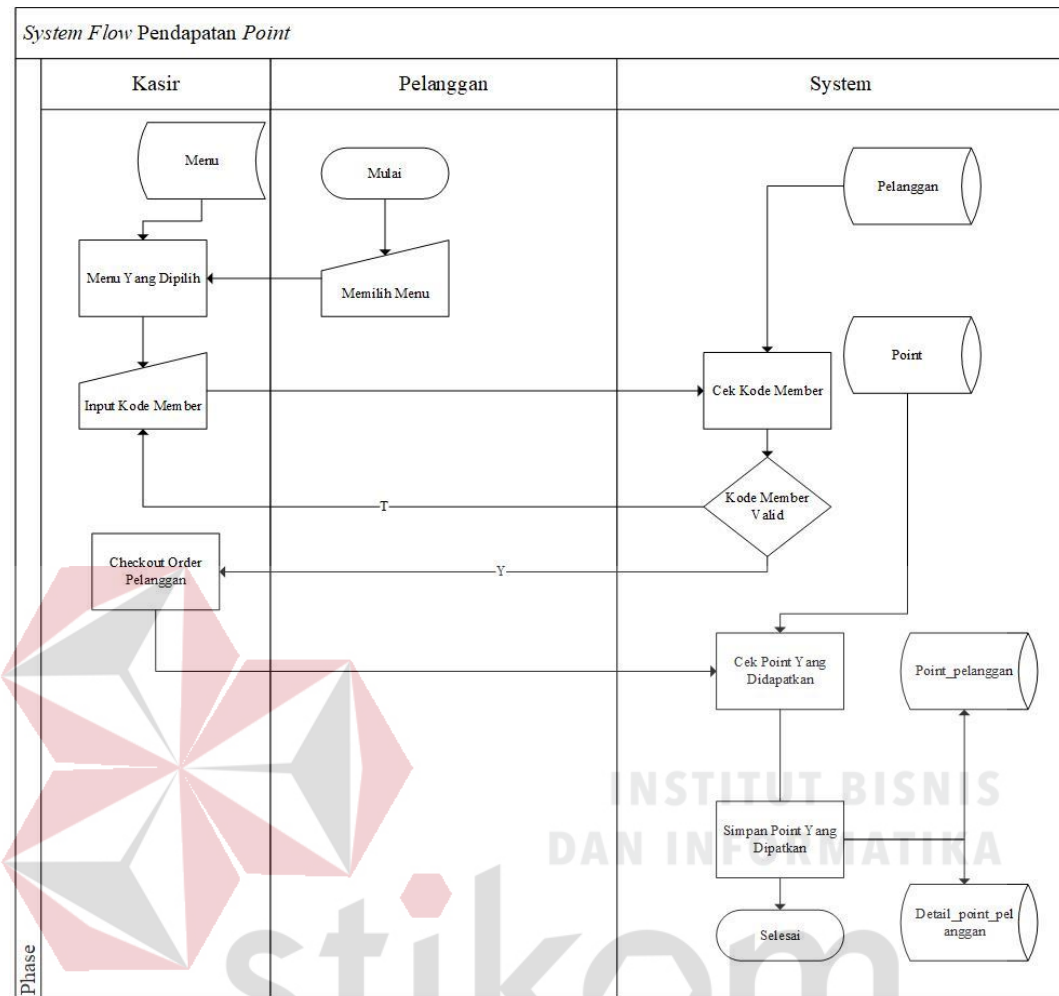 System Flow Pendapatan Point
Kasir
Pelanggan
System
Menu
Mulai
Pelanggan
Menu Yang Dipilih
Memilih Menu
Point
Input Kode Member
Cek Kode Member
T
Kode Member
Valid
Checkout Order
Pelanggan
Y
Cek Point Yang
Didapatkan
Point_pelanggan
INSTITUT BISNIS
DAN INFORMATIKA
Simpan Point Yang
Dipatkan
Detail_point_pel
anggan
Selesai
stikom
Phase